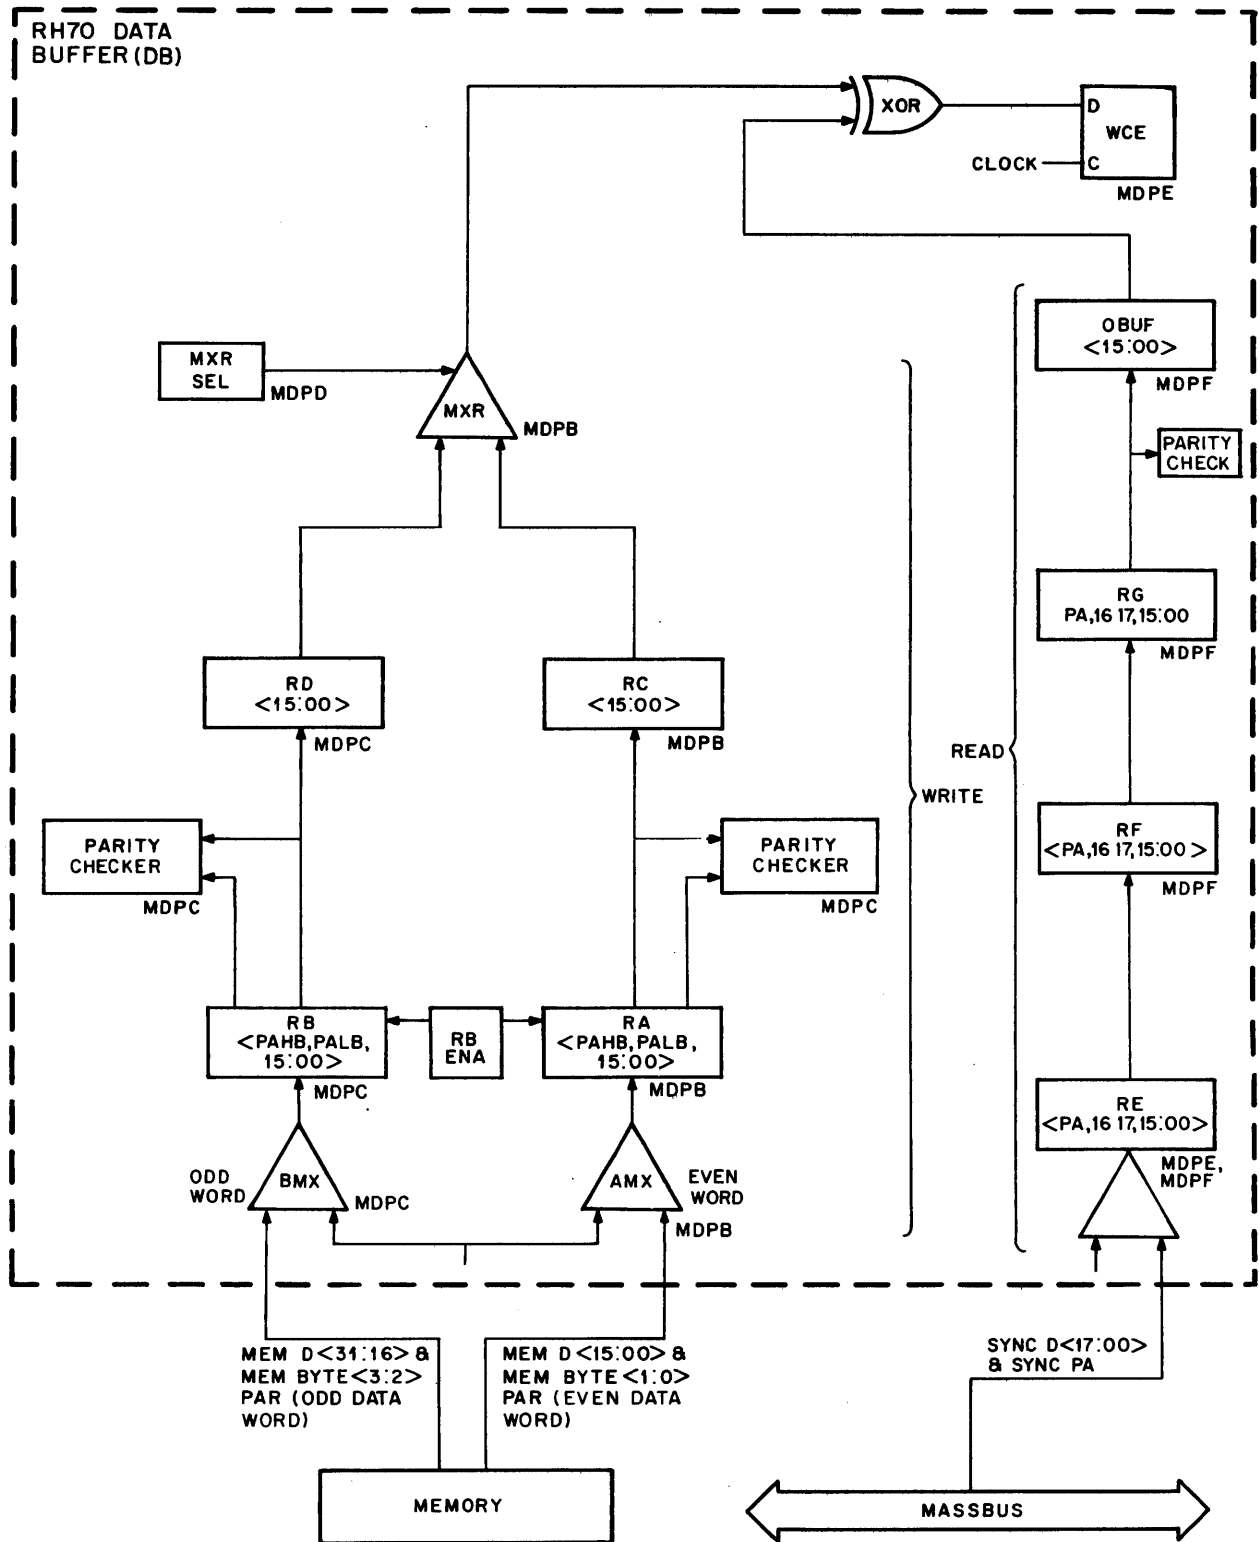 RH70 DATA
BUFFER (DB)
XOR
D
WCE
CLOCK
C
MDPE
OBUF
<15:00>
MDPF
MXR
SEL
MDPD
MXR
MDPB
PARITY
CHECK
RG
PA,16 17,15:00
MDPF
RD
<15:00>
MDPC
RC
<15:00>
MDPB
READ
WRITE
PARITY
CHECKER
MDPC
PARITY
CHECKER
MDPC
RF
<PA,16 17,15:00>
MDPF
RB
<PAHB,PALB,
15:00>
MDPC
RB
ENA
RA
<PAHB,PALB,
15:00>
MDPB
RE
<PA,16 17,15:00>
MDPE,
MDPF
ODD
WORD
BMX
MDPC
AMX
EVEN
WORD
MDPB
MEM D<31:16> &
MEM BYTE<3:2>
PAR (ODD DATA
WORD)
MEM D<15:00> &
MEM BYTE<1:0>
PAR (EVEN DATA
WORD)
SYNC D<17:00>
& SYNC PA
MEMORY
MASSBUS